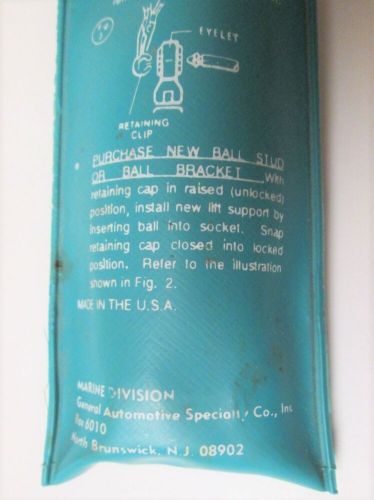 EYELET
RETAINING
CLIP
PURCHASE NEW BALL STUD
OR BALL BRACKET With
retaining cap in raised (unlocked)
position, install new lift support by
inserting ball into socket. Snap
retaining cap closed into locked
position. Refer to the illustration
shown in Fig. 2.
MADE IN THE U.S.A.
MARINE DIVISION
General Automotive Specialty Co., Inc
Box 6010
North Brunswick, N.J. 08902